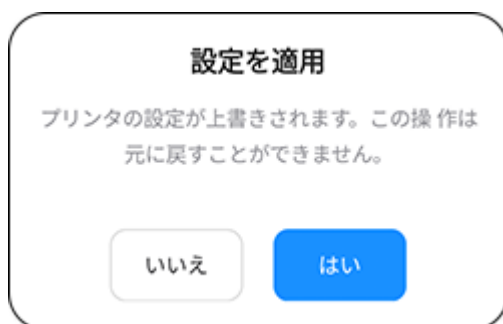 設定を適用
プリンタの設定が上書きされます。この操 作は
元に戻すことができません。
いいえ
はい